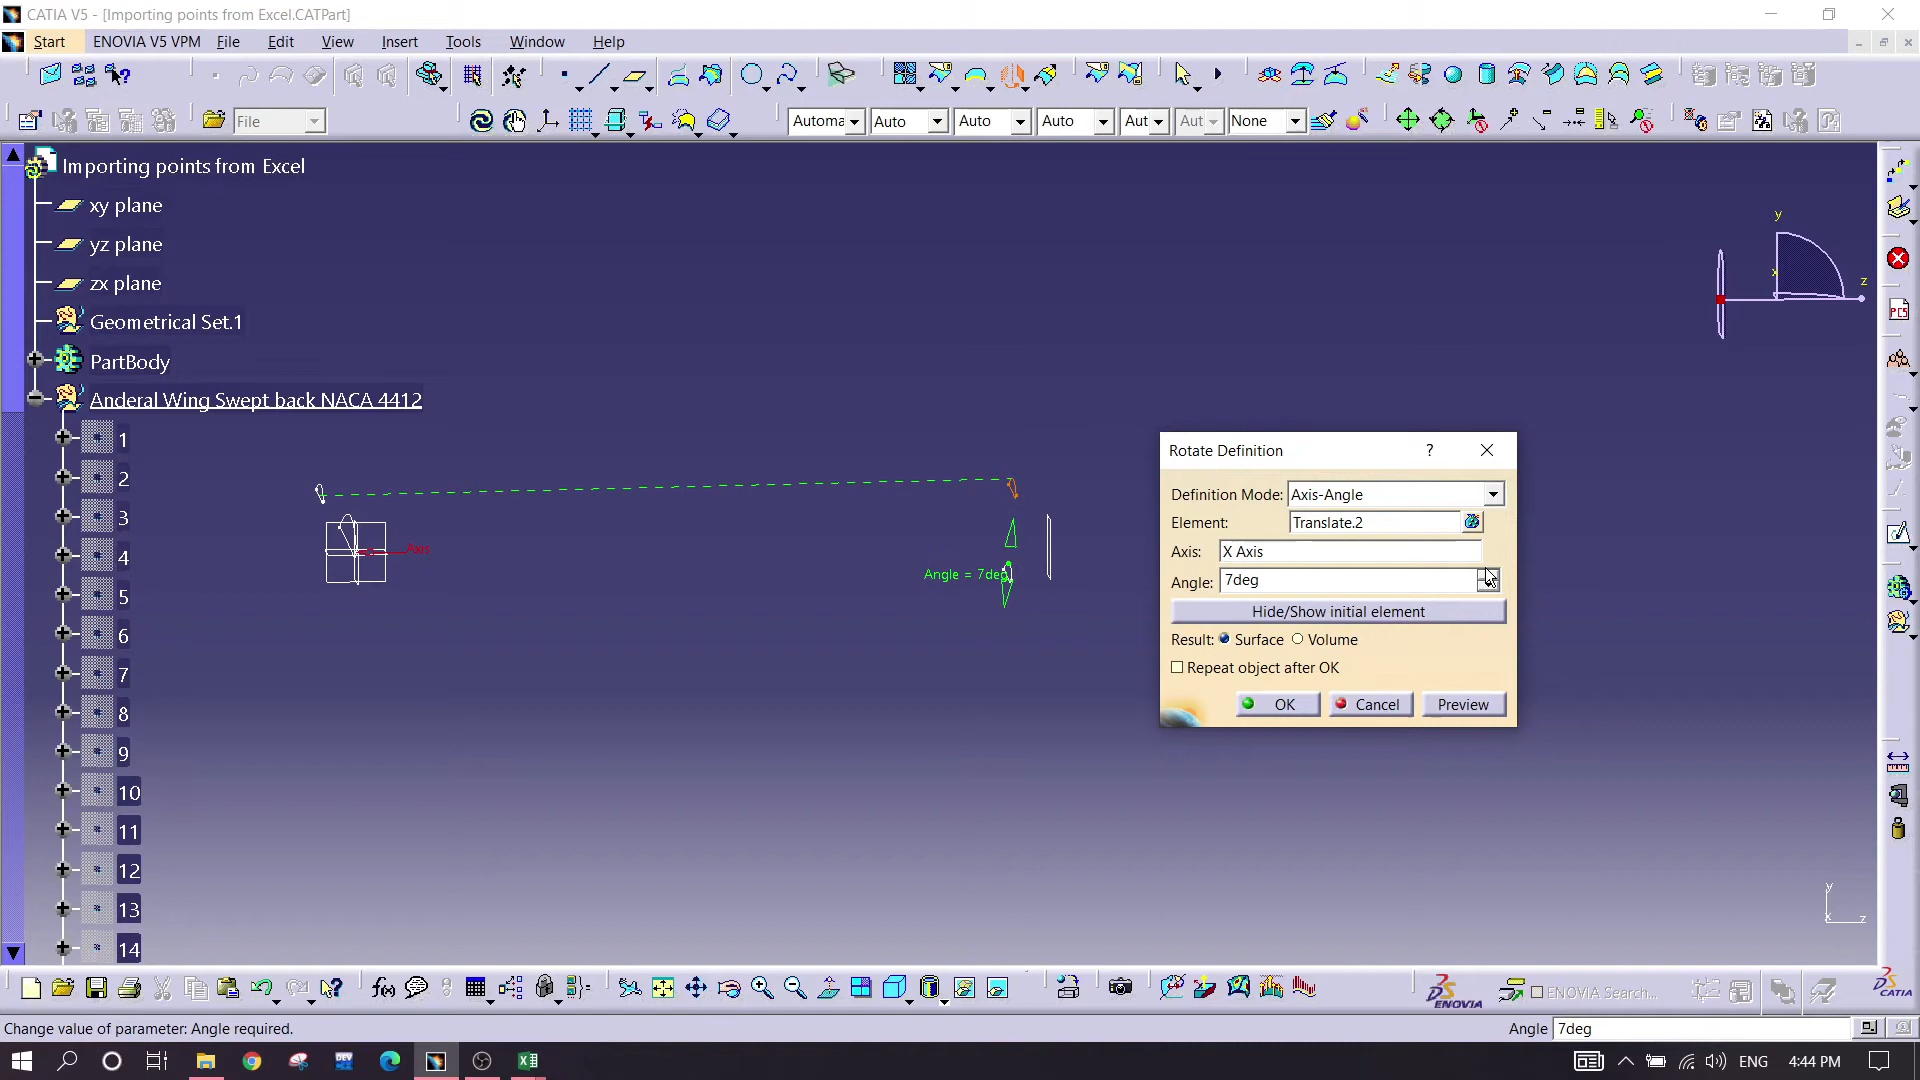 CATIA V5 - [Importing points from Excel.CATPart]
Start ENOVIA V5 VPM File Edit View Insert Tools Window Help
File Automa Auto Auto Auto Aut Aut None
Importing points from Excel
xy plane
yz plane
zx plane
Geometrical Set.1
PartBody
Anderal Wing Swept back NACA 4412
1
2
3
4
5
6
7
8
9
10
11
12
13
14
Axis
Angle = 7deg
y
x
z
PCS
Rotate Definition ?
Definition Mode: Axis-Angle
Element: Translate.2
Axis: X Axis
Angle: 7deg
Hide/Show initial element
Result: Surface Volume
Repeat object after OK
OK Cancel Preview
y
x z
f(x) ENOVIA ENOVIA Search... CATIA
Change value of parameter: Angle required. Angle 7deg
DEV ENG 4:44 PM